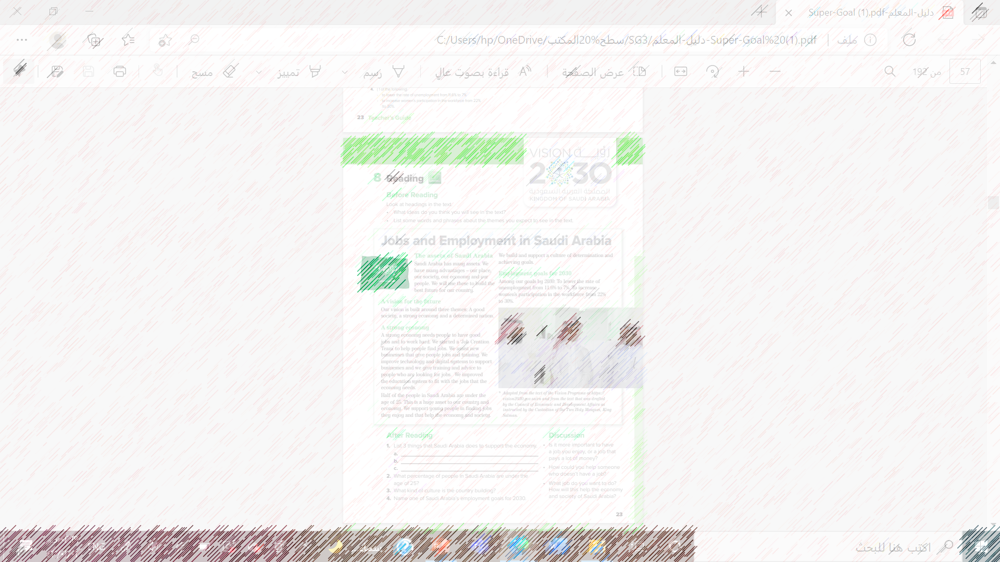 Super-Goal (1).pdf-دليل-المعلم
C:/Users/hp/OneDrive/سطح%20المكتب/SG3/دليل-المعلم-Super-Goal%20(1).pdf
ملف
مسح
تمييز
رسم
قراءة بصوت عالٍ
عرض الصفحة
من 192
57
4. 1 of the following:
to lower the rate of unemployment from 11.6% to 7%
to increase women's participation in the workforce from 22%
to 30%.
23 Teacher's Guide
VISION رؤيــــة
2030
المملكة العربية السعودية
KINGDOM OF SAUDI ARABIA
8 Reading
Before Reading
Look at headings in the text.
• What ideas do you think you will see in the text?
• List some words and phrases about the themes you expect to see in the text.
Jobs and Employment in Saudi Arabia
The assets of Saudi Arabia
Saudi Arabia has many assets. We
have many advantages – our place,
our society, our economy and our
people. We will use these to build the
best future for our country.
A vision for the future
Our vision is built around three themes: A good
society, a strong economy and a determined nation.
A strong economy
A strong economy needs people to have good
jobs and to work hard. We started a 'Job Creation
Team' to help people find jobs. We assist new
businesses that give people jobs and training. We
improve technology and digital systems to support
businesses and we give training and advice to
people who are looking for jobs. We improved
the education system to fit with the jobs that the
economy needs.
Half of the people in Saudi Arabia are under the
age of 25. This is a huge asset to our country and
economy. We support young people in finding jobs
they enjoy and that help the economy and society.
We build and support a culture of determination and
achieving goals.
Employment goals for 2030
Among our goals by 2030: To lower the rate of
unemployment from 11.6% to 7%. To increase
women's participation in the workforce from 22%
to 30%.
* Adapted from the text of the Vision Programs at https://
vision2030.gov.sa/en and from the text that was drafted
by the Council of Economic and Development Affairs as
instructed by the Custodian of the Two Holy Mosques, King
Salman.
After Reading
1. List 3 things that Saudi Arabia does to support the economy.
a.
b.
c.
2. What percentage of people in Saudi Arabia are under the
age of 25?
3. What kind of culture is the country building?
4. Name one of Saudi Arabia's employment goals for 2030.
Discussion
• Is it more important to have
a job you enjoy, or a job that
pays a lot of money?
• How could you help someone
who doesn't have a job?
• What job do you want to do?
How will this help the economy
and society of Saudi Arabia?
23
ENG
اكتب هنا للبحث